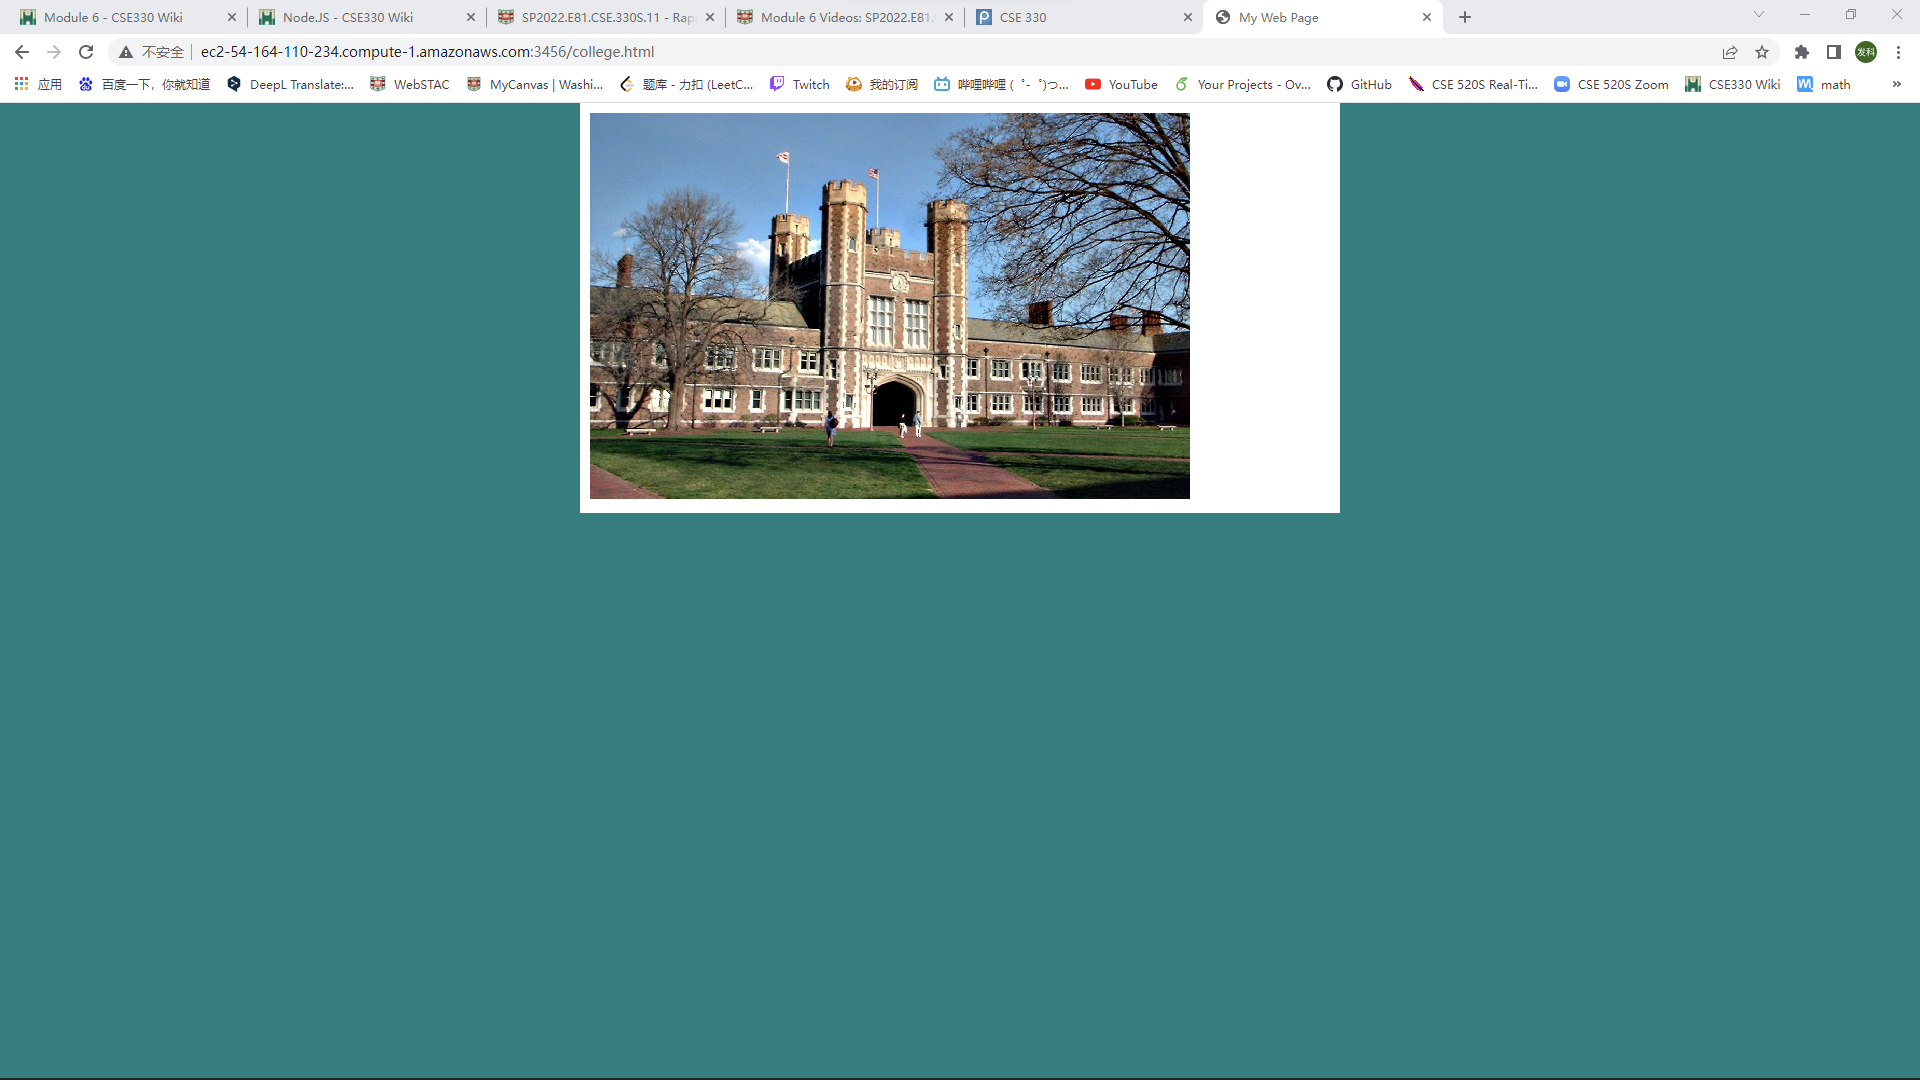 Module 6 - CSE330 Wiki
Node.JS - CSE330 Wiki
SP2022.E81.CSE.330S.11 - Rap
Module 6 Videos: SP2022.E81.
CSE 330
My Web Page
不安全 ec2-54-164-110-234.compute-1.amazonaws.com:3456/college.html
发科
应用
百度一下，你就知道
DeepL Translate:...
WebSTAC
MyCanvas | Washi...
题库 - 力扣 (LeetC...
Twitch
我的订阅
哔哩哔哩 ( ゜- ゜)つ...
YouTube
Your Projects - Ov...
GitHub
CSE 520S Real-Ti...
CSE 520S Zoom
CSE330 Wiki
math
»